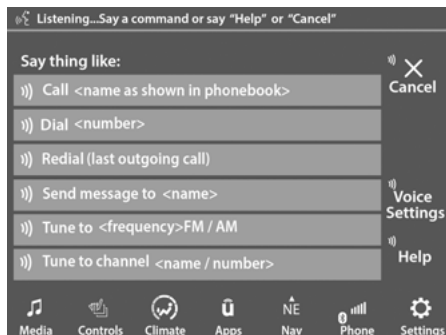 Listening...Say a command or say “Help” or “Cancel”
Say thing like:
Call <name as shown in phonebook>
Dial <number>
Redial (last outgoing call)
Send message to <name>
Tune to <frequency>FM / AM
Tune to channel <name / number>
Cancel
Voice
Settings
Help
NE
Media Controls Climate Apps Nav Phone Settings